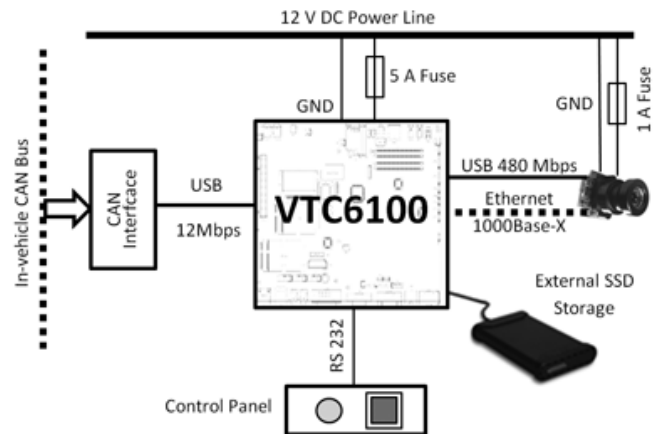 12 V DC Power Line
5 A Fuse
GND
GND
1 A Fuse
In-vehicle CAN Bus
CAN
Interfcace
USB
12Mbps
VTC6100
USB 480 Mbps
Ethernet
1000Base-X
External SSD
Storage
RS 232
Control Panel